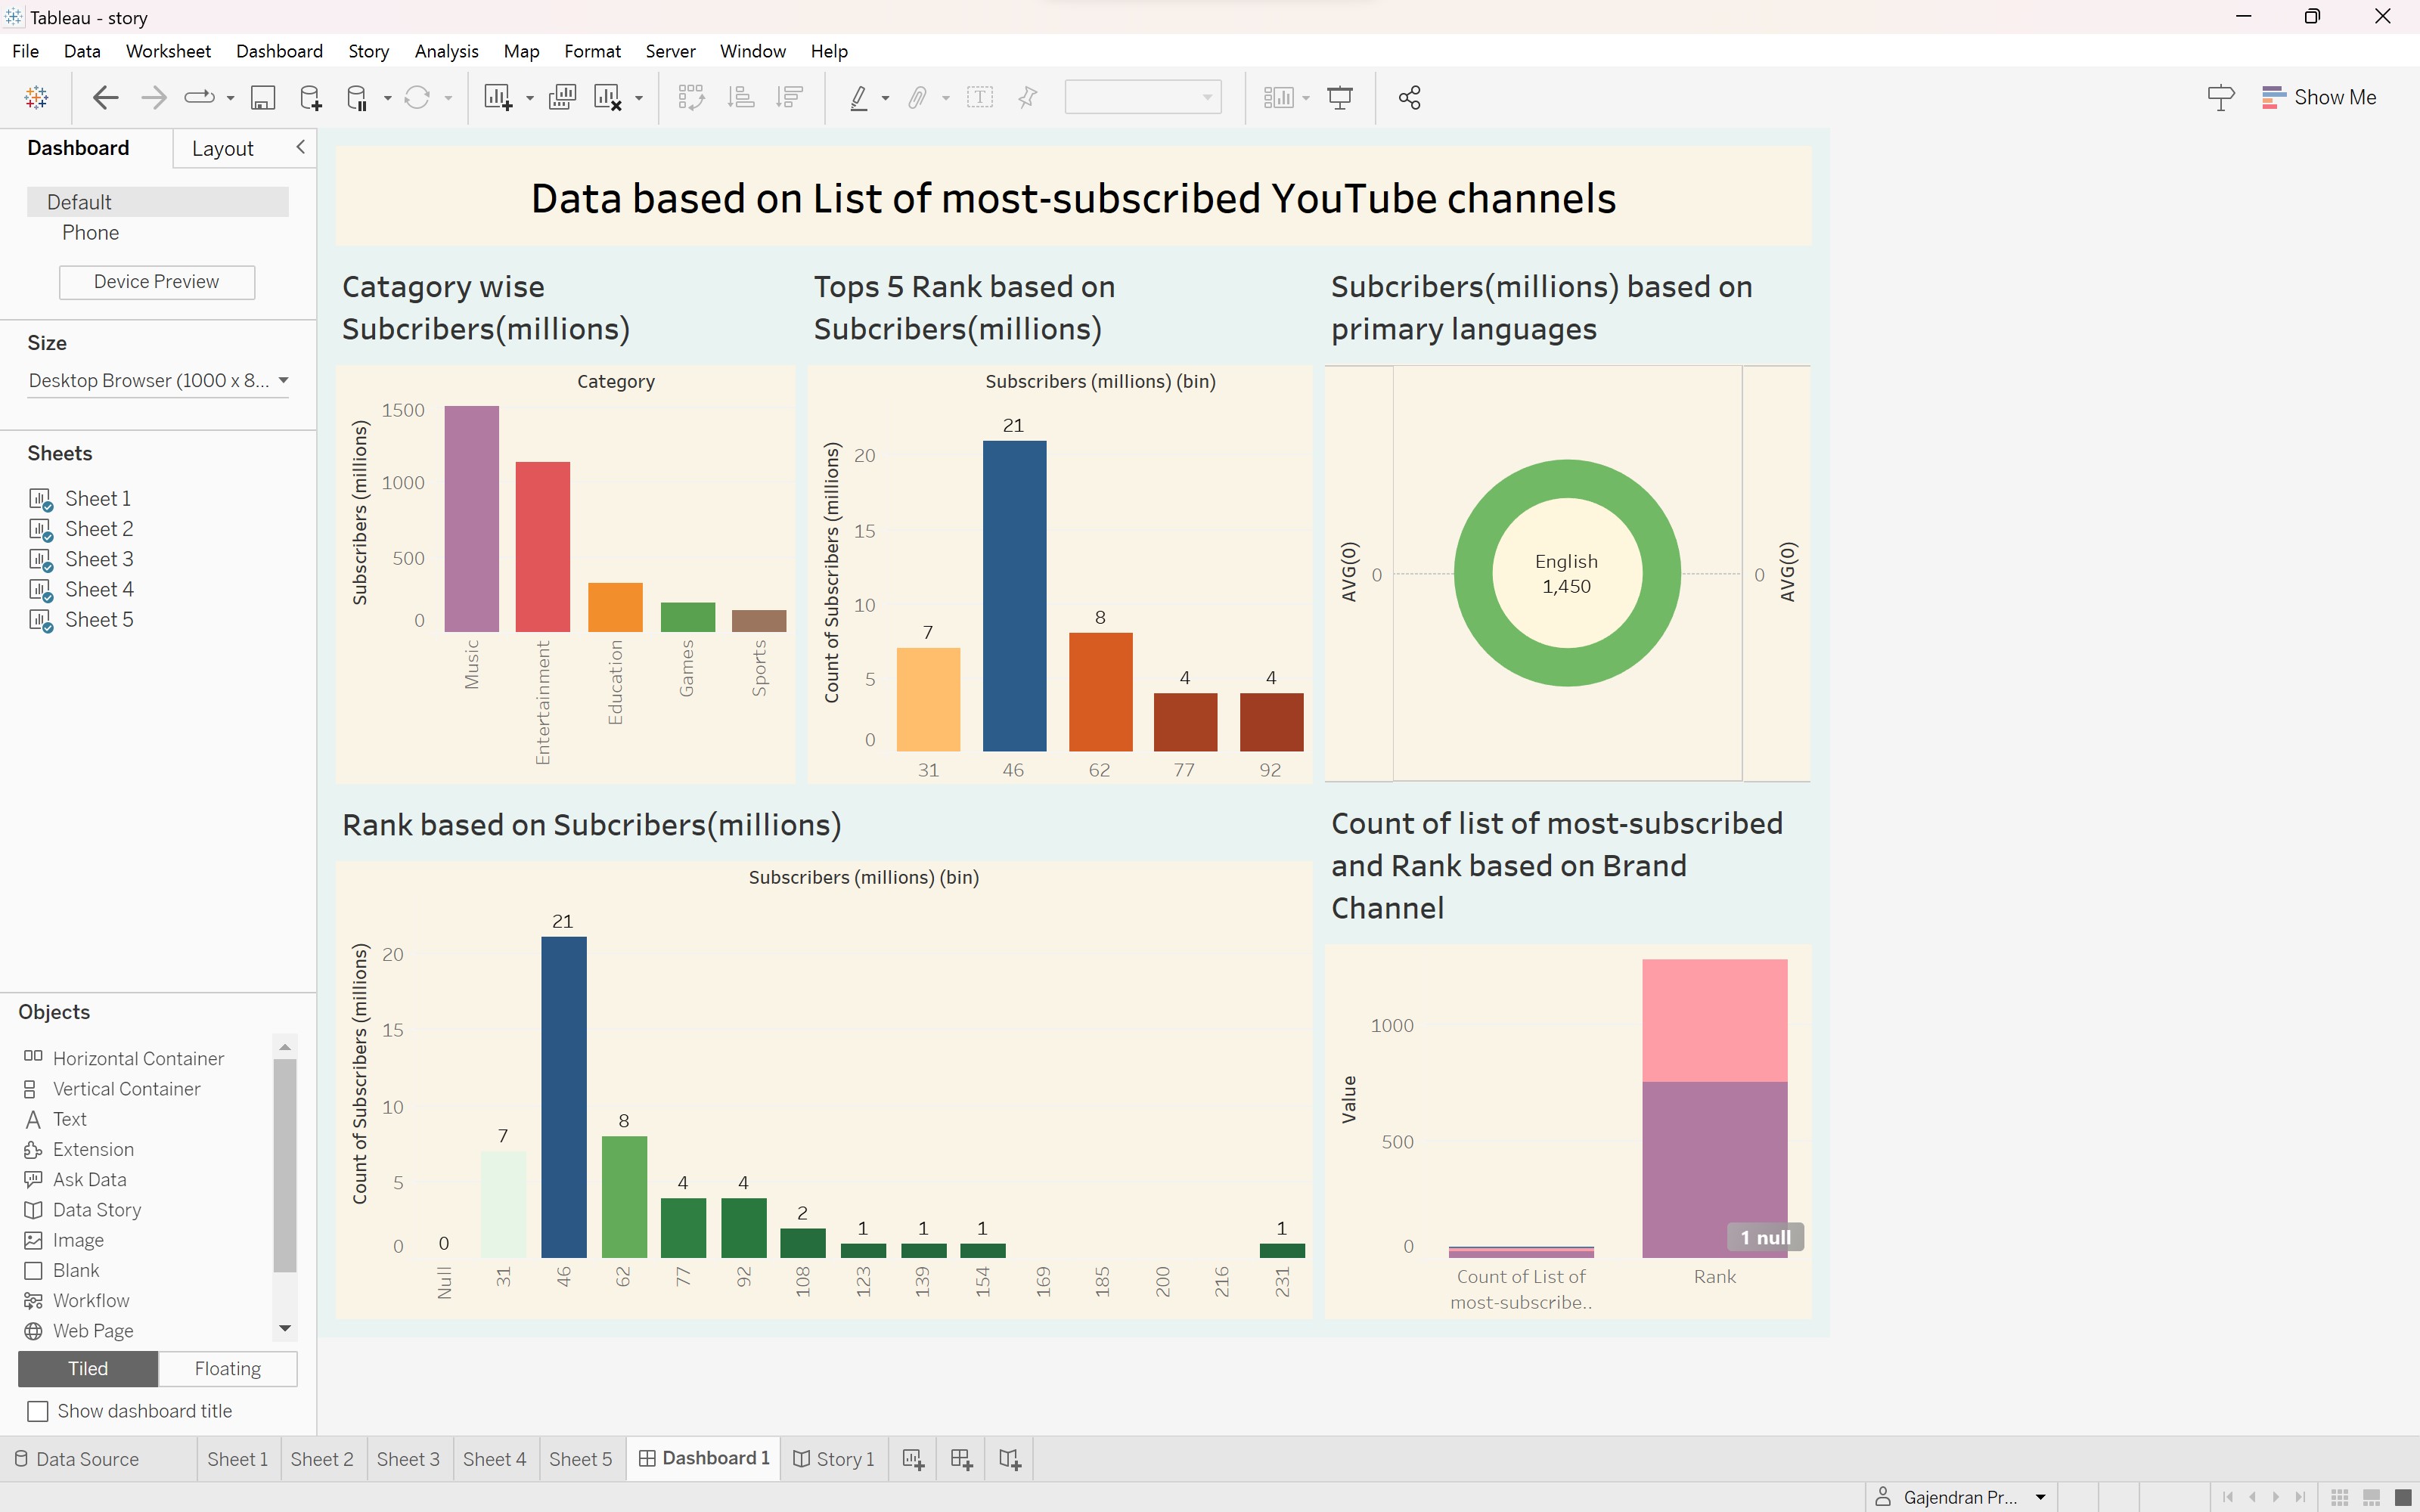 Tableau - story
File Data Worksheet Dashboard Story Analysis Map Format Server Window Help
Show Me
Dashboard
Layout
Default
Phone
Device Preview
Size
Desktop Browser (1000 x 8...
Sheets
Sheet 1
Sheet 2
Sheet 3
Sheet 4
Sheet 5
Objects
Horizontal Container
Vertical Container
Text
Extension
Ask Data
Data Story
Image
Blank
Workflow
Web Page
Tiled
Floating
Show dashboard title
Data based on List of most-subscribed YouTube channels
Catagory wise
Subcribers(millions)
Category
Subscribers (millions)
1500
1000
500
0
Music
Entertainment
Education
Games
Sports
Tops 5 Rank based on
Subcribers(millions)
Subscribers (millions) (bin)
Count of Subscribers (millions)
20
15
10
5
0
7
21
8
4
4
31
46
62
77
92
Subcribers(millions) based on
primary languages
AVG(0)
0
English
1,450
0
AVG(0)
Rank based on Subcribers(millions)
Subscribers (millions) (bin)
Count of Subscribers (millions)
20
15
10
5
0
0
7
21
8
4
4
2
1
1
1
1
Null
31
46
62
77
92
108
123
139
154
169
185
200
216
231
Count of list of most-subscribed
and Rank based on Brand
Channel
Value
1000
500
0
1 null
Count of List of
most-subscribe..
Rank
Data Source
Sheet 1
Sheet 2
Sheet 3
Sheet 4
Sheet 5
Dashboard 1
Story 1
Gajendran Pr...